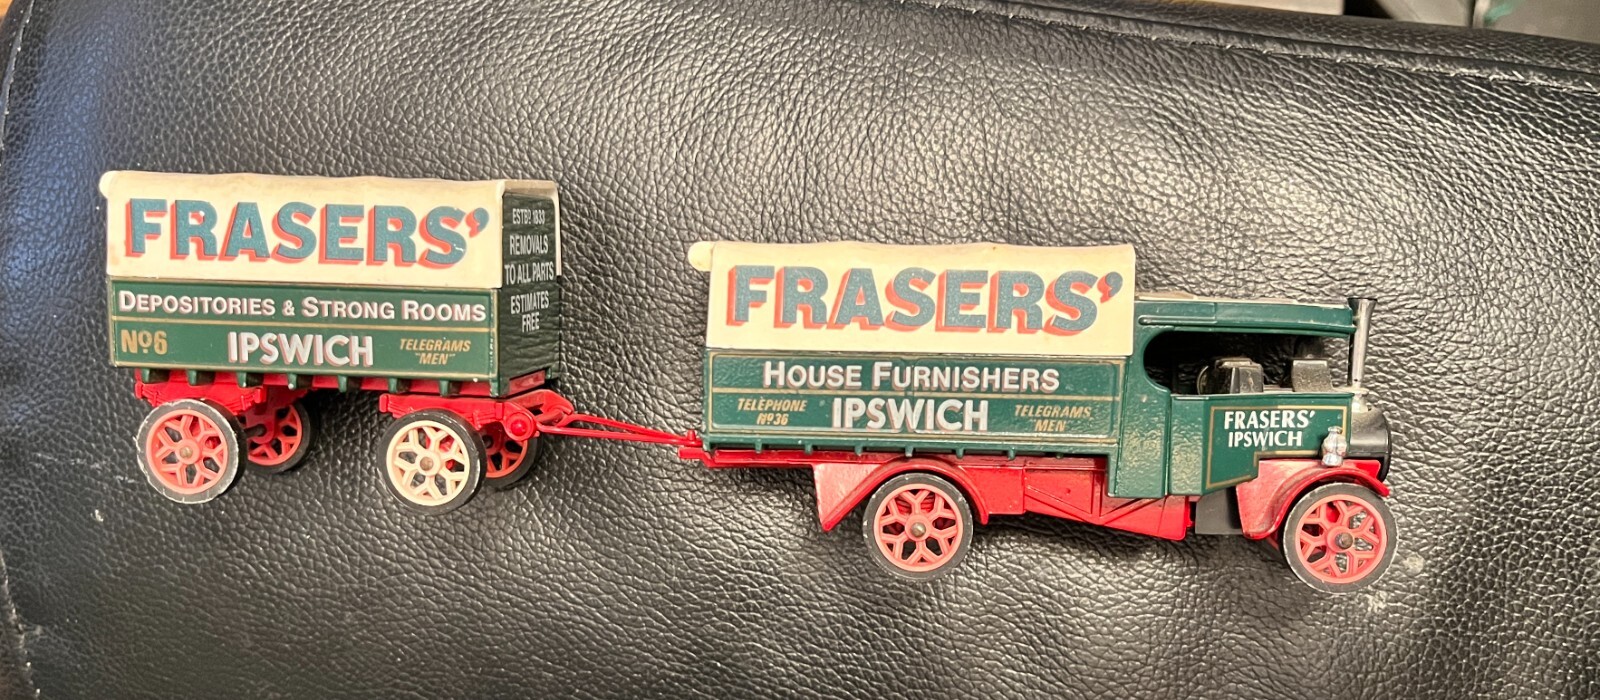 FRASERS'
DEPOSITORIES & STRONG ROOMS
Nº6
IPSWICH
TELEGRAMS
"MEN"
ESTBD 1833
REMOVALS
TO ALL PARTS
ESTIMATES
FREE
FRASERS'
HOUSE FURNISHERS
TELEPHONE
Nº36
IPSWICH
TELEGRAMS
"MEN"
FRASERS'
IPSWICH